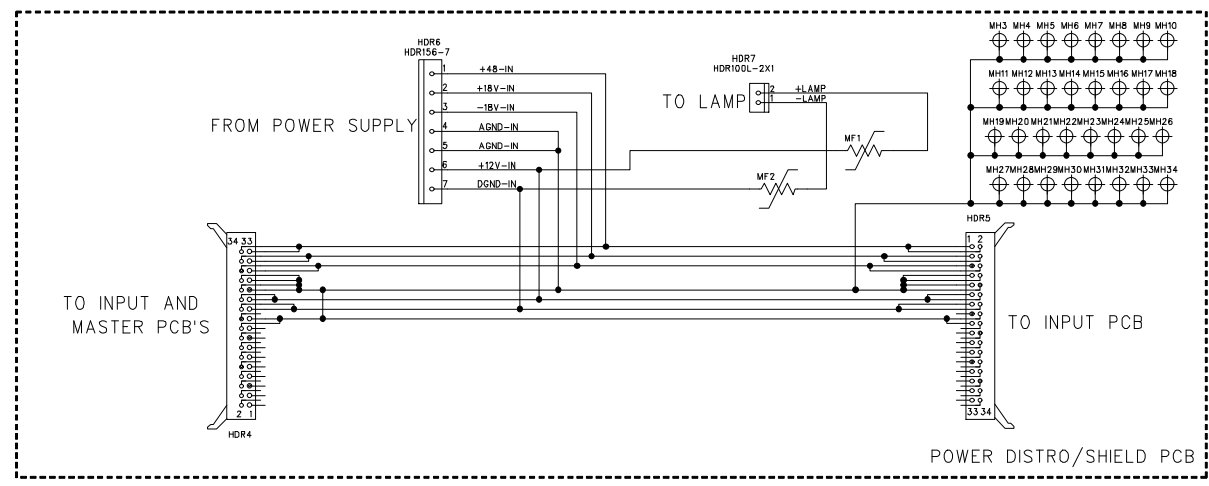 MH3 MH4 MH5 MH6 MH7 MH8 MH9 MH10
HDR6
HDR156-7
1 +48-IN
2 +18V-IN
3 -18V-IN
4 AGND-IN
5 AGND-IN
6 +12V-IN
7 DGND-IN
FROM POWER SUPPLY
HDR7
HDR100L-2X1
TO LAMP
2 +LAMP
1 -LAMP
MF1
MF2
MH11 MH12 MH13 MH14 MH15 MH16 MH17 MH18
MH19 MH20 MH21 MH22 MH23 MH24 MH25 MH26
MH27 MH28 MH29 MH30 MH31 MH32 MH33 MH34
HDR5
34 33
1 2
TO INPUT AND
MASTER PCB'S
TO INPUT PCB
2 1
33 34
HDR4
POWER DISTRO/SHIELD PCB